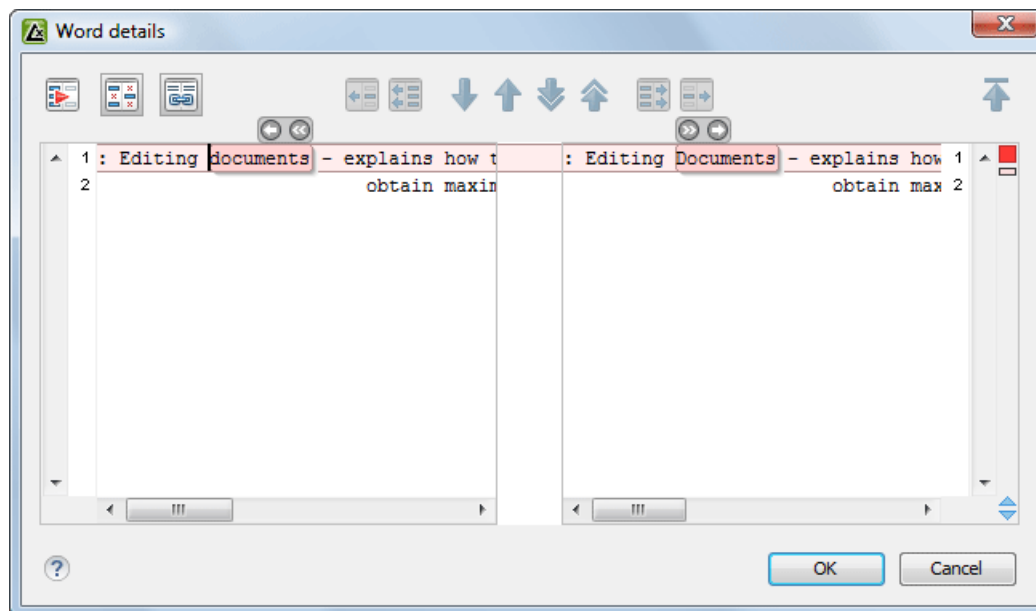 Word details
1 : Editing documents - explains how t
2 obtain maxin
: Editing Documents - explains how 1
obtain max 2
?
OK
Cancel